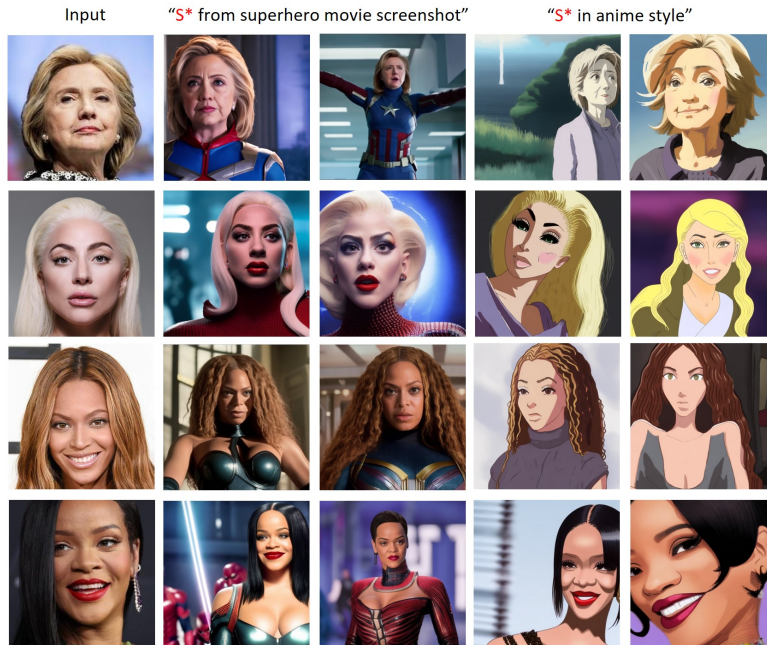 Input
“S* from superhero movie screenshot”
“S* in anime style”